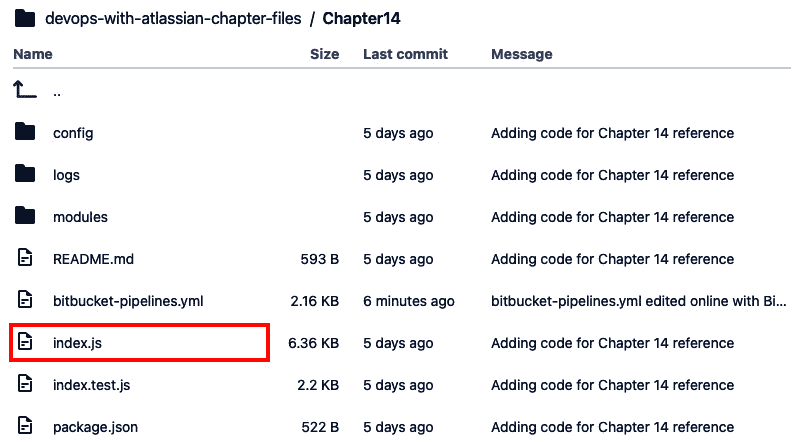 devops-with-atlassian-chapter-files / Chapter14
Name Size Last commit Message
..
config 5 days ago Adding code for Chapter 14 reference
logs 5 days ago Adding code for Chapter 14 reference
modules 5 days ago Adding code for Chapter 14 reference
README.md 593 B 5 days ago Adding code for Chapter 14 reference
bitbucket-pipelines.yml 2.16 KB 6 minutes ago bitbucket-pipelines.yml edited online with Bi...
index.js 6.36 KB 5 days ago Adding code for Chapter 14 reference
index.test.js 2.2 KB 5 days ago Adding code for Chapter 14 reference
package.json 522 B 5 days ago Adding code for Chapter 14 reference